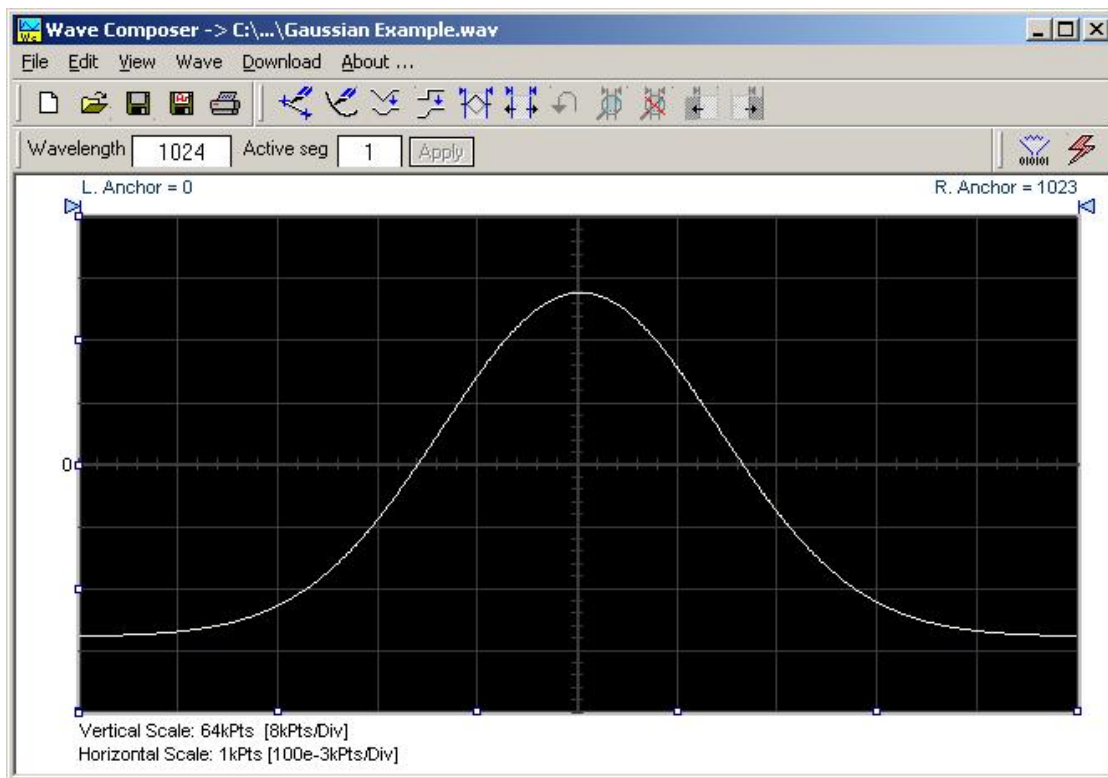 Wave Composer -> C:\...\Gaussian Example.wav
File Edit View Wave Download About ...
Wavelength 1024 Active seg 1 Apply
010101
L. Anchor = 0 R. Anchor = 1023
0
Vertical Scale: 64kPts [8kPts/Div]
Horizontal Scale: 1kPts [100e-3kPts/Div]